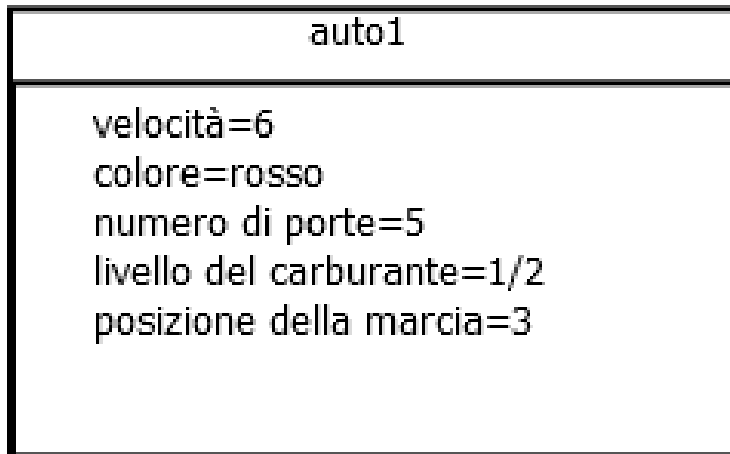 auto1
velocità=6
colore=rosso
numero di porte=5
livello del carburante=1/2
posizione della marcia=3